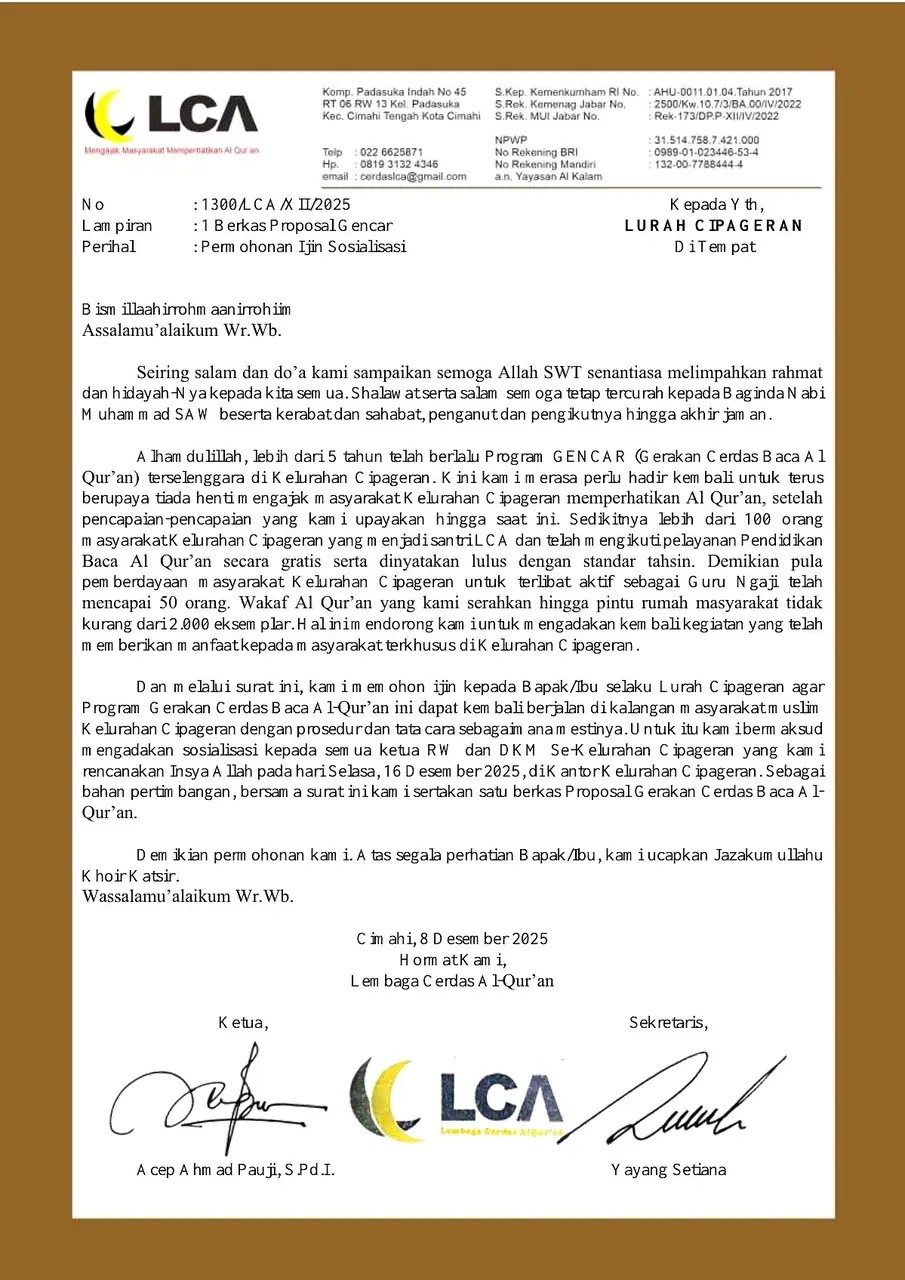 LCA
Mengajak Masyarakat Memperhatikan Al Qur'an
Komp. Padasuka Indah No 45
RT 06 RW 13 Kel. Padasuka
Kec. Cimahi Tengah Kota Cimahi
Telp : 022 6625871
Hp. : 0819 3132 4346
email : cerdaslca@gmail.com
S.Kep. Kemenkumham RI No. : AHU-0011.01.04.Tahun 2017
S.Rek. Kemenag Jabar No. : 2500/Kw.10.7/3/BA.00/IV/2022
S.Rek. MUI Jabar No. : Rek-173/DP.P-XII/IV/2022
NPWP : 31.514.758.7.421.000
No Rekening BRI : 0989-01-023446-53-4
No Rekening Mandiri : 132-00-7788444-4
a.n. Yayasan Al Kalam
No : 1300/LCA/XII/2025
Lampiran : 1 Berkas Proposal Gencar
Perihal : Permohonan Ijin Sosialisasi
Kepada Yth,
LURAH CIPAGERAN
Di Tempat
Bismillaahirrohmaanirrohiim
Assalamu'alaikum Wr.Wb.
Seiring salam dan do'a kami sampaikan semoga Allah SWT senantiasa melimpahkan rahmat
dan hidayah-Nya kepada kita semua. Shalawat serta salam semoga tetap tercurah kepada Baginda Nabi
Muhammad SAW beserta kerabat dan sahabat, penganut dan pengikutnya hingga akhir jaman.
Alhamdulillah, lebih dari 5 tahun telah berlalu Program GENCAR (Gerakan Cerdas Baca Al
Qur'an) terselenggara di Kelurahan Cipageran. Kini kami merasa perlu hadir kembali untuk terus
berupaya tiada henti mengajak masyarakat Kelurahan Cipageran memperhatikan Al Qur'an, setelah
pencapaian-pencapaian yang kami upayakan hingga saat ini. Sedikitnya lebih dari 100 orang
masyarakat Kelurahan Cipageran yang menjadi santri LCA dan telah mengikuti pelayanan Pendidikan
Baca Al Qur'an secara gratis serta dinyatakan lulus dengan standar tahsin. Demikian pula
pemberdayaan masyarakat Kelurahan Cipageran untuk terlibat aktif sebagai Guru Ngaji telah
mencapai 50 orang. Wakaf Al Qur'an yang kami serahkan hingga pintu rumah masyarakat tidak
kurang dari 2.000 eksemplar. Hal ini mendorong kami untuk mengadakan kembali kegiatan yang telah
memberikan manfaat kepada masyarakat terkhusus di Kelurahan Cipageran.
Dan melalui surat ini, kami memohon ijin kepada Bapak/Ibu selaku Lurah Cipageran agar
Program Gerakan Cerdas Baca Al-Qur'an ini dapat kembali berjalan di kalangan masyarakat muslim
Kelurahan Cipageran dengan prosedur dan tata cara sebagaimana mestinya. Untuk itu kami bermaksud
mengadakan sosialisasi kepada semua ketua RW dan DKM Se-Kelurahan Cipageran yang kami
rencanakan Insya Allah pada hari Selasa, 16 Desember 2025, di Kantor Kelurahan Cipageran. Sebagai
bahan pertimbangan, bersama surat ini kami sertakan satu berkas Proposal Gerakan Cerdas Baca Al-
Qur'an.
Demikian permohonan kami. Atas segala perhatian Bapak/Ibu, kami ucapkan Jazakumullahu
Khoir Katsir.
Wassalamu'alaikum Wr.Wb.
Cimahi, 8 Desember 2025
Hormat Kami,
Lembaga Cerdas Al-Qur'an
Ketua,
Sekretaris,
LCA
Lembaga Cerdas AlQur'an
Acep Ahmad Pauji, S.Pd.I.
Yayang Setiana